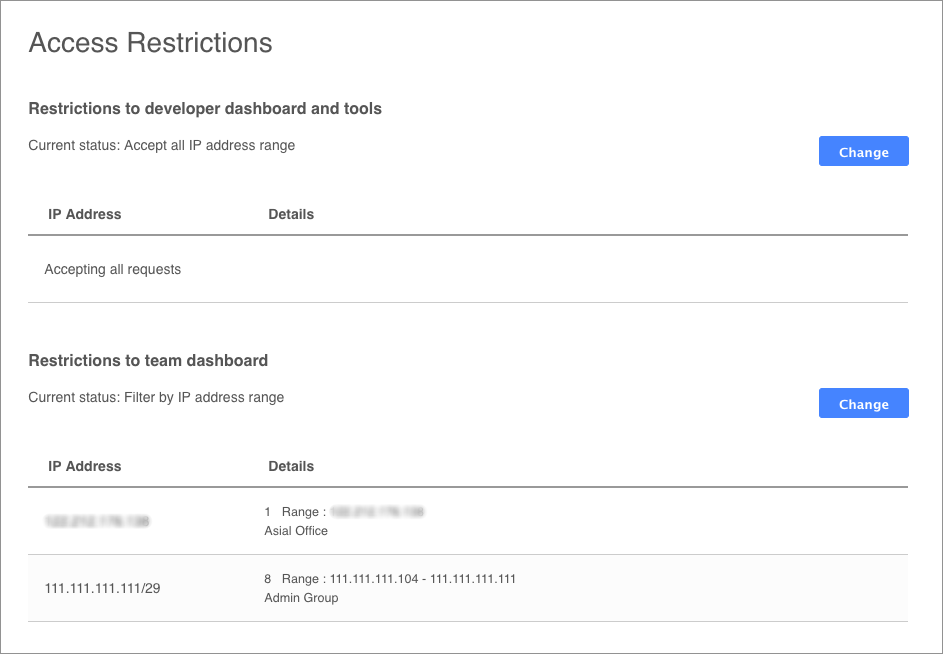 Access Restrictions
Restrictions to developer dashboard and tools
Current status: Accept all IP address range
Change
IP Address Details
Accepting all requests
Restrictions to team dashboard
Current status: Filter by IP address range
Change
IP Address Details
1 Range :
Asial Office
8 Range : 111.111.111.104 - 111.111.111.111
111.111.111.111/29
Admin Group